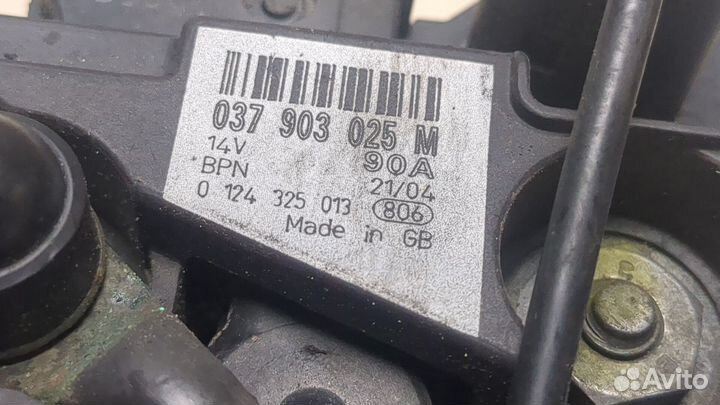 037 903 025 M
14V 90A
BPN 21/04
0 124 325 013 806
Made in GB
Avito